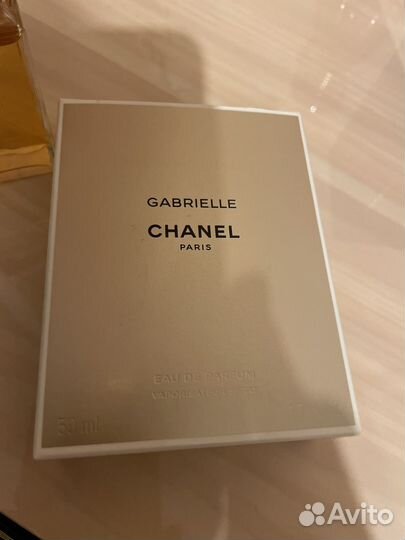 GABRIELLE
CHANEL
PARIS
EAU DE PARFUM
50 ml
Avito